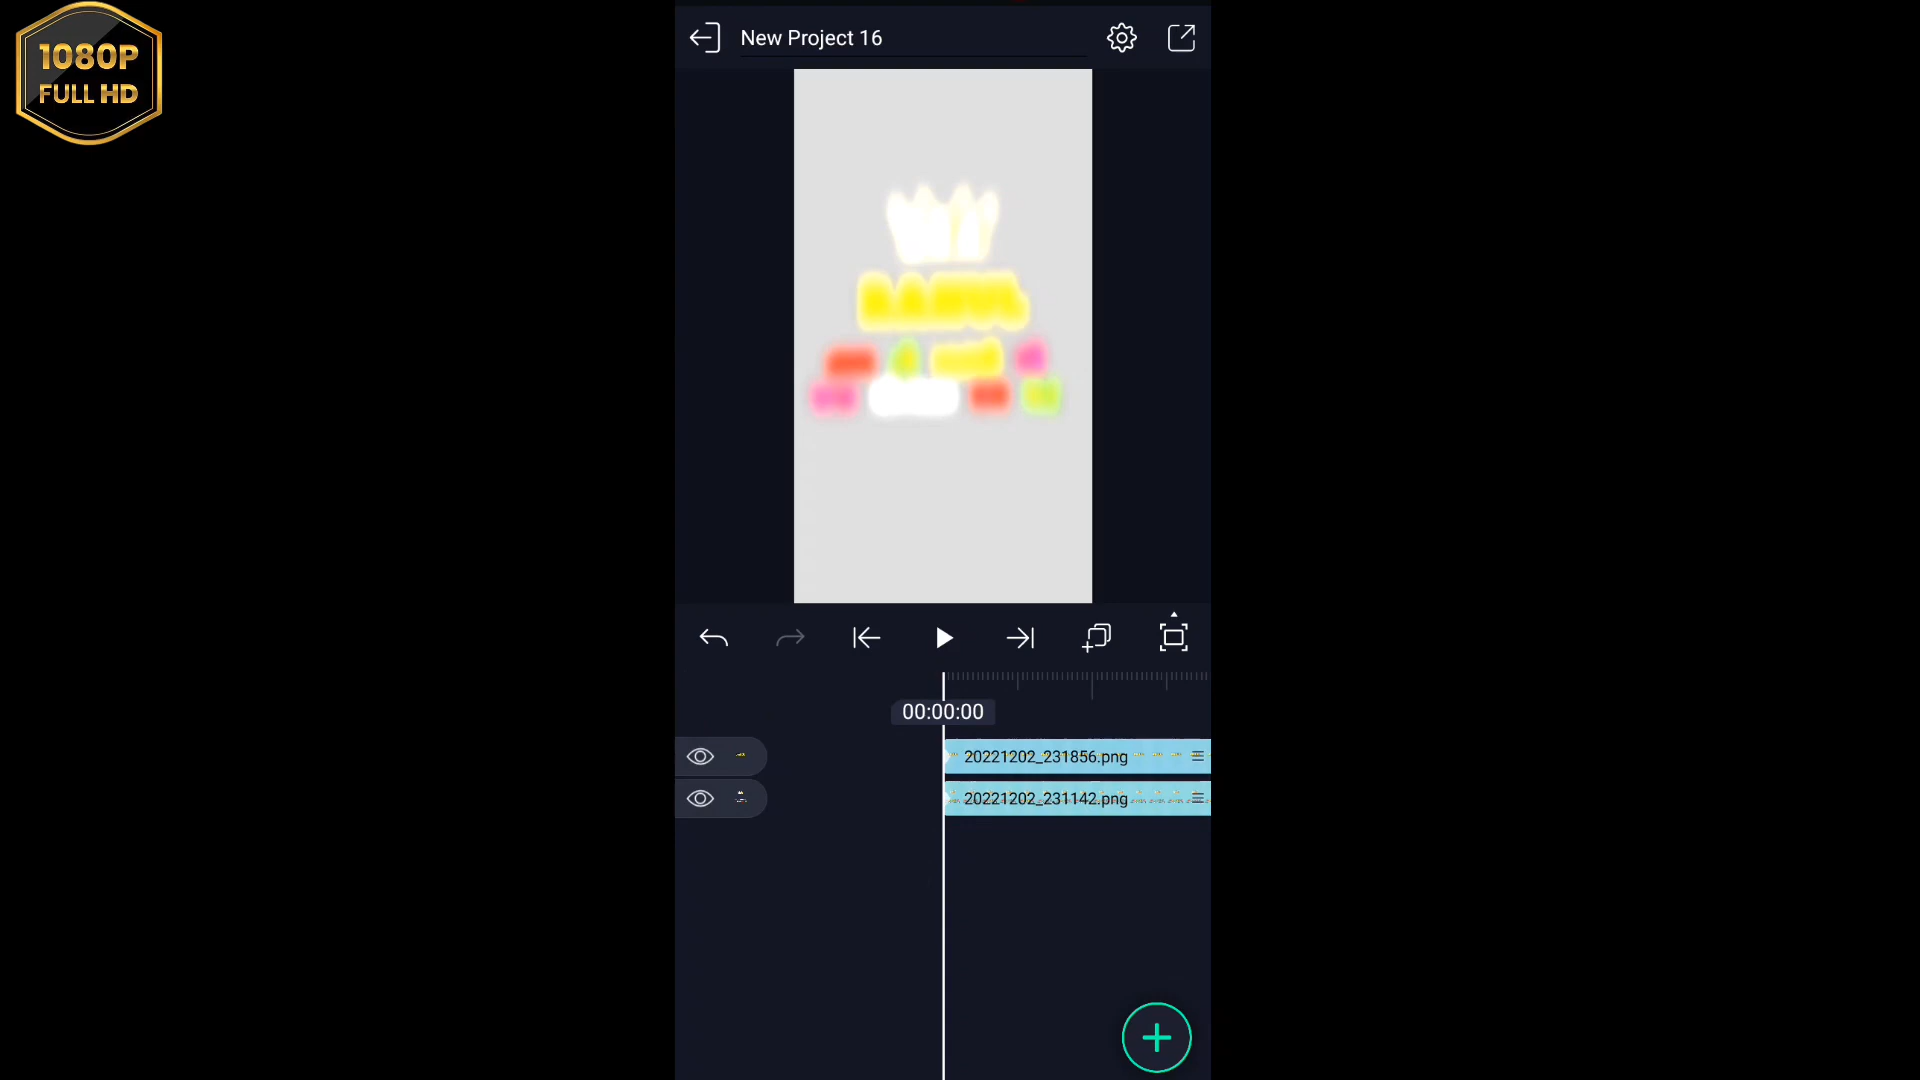 1080P
FULL HD
New Project 16
00:00:00
20221202_231856.png
20221202_231142.png